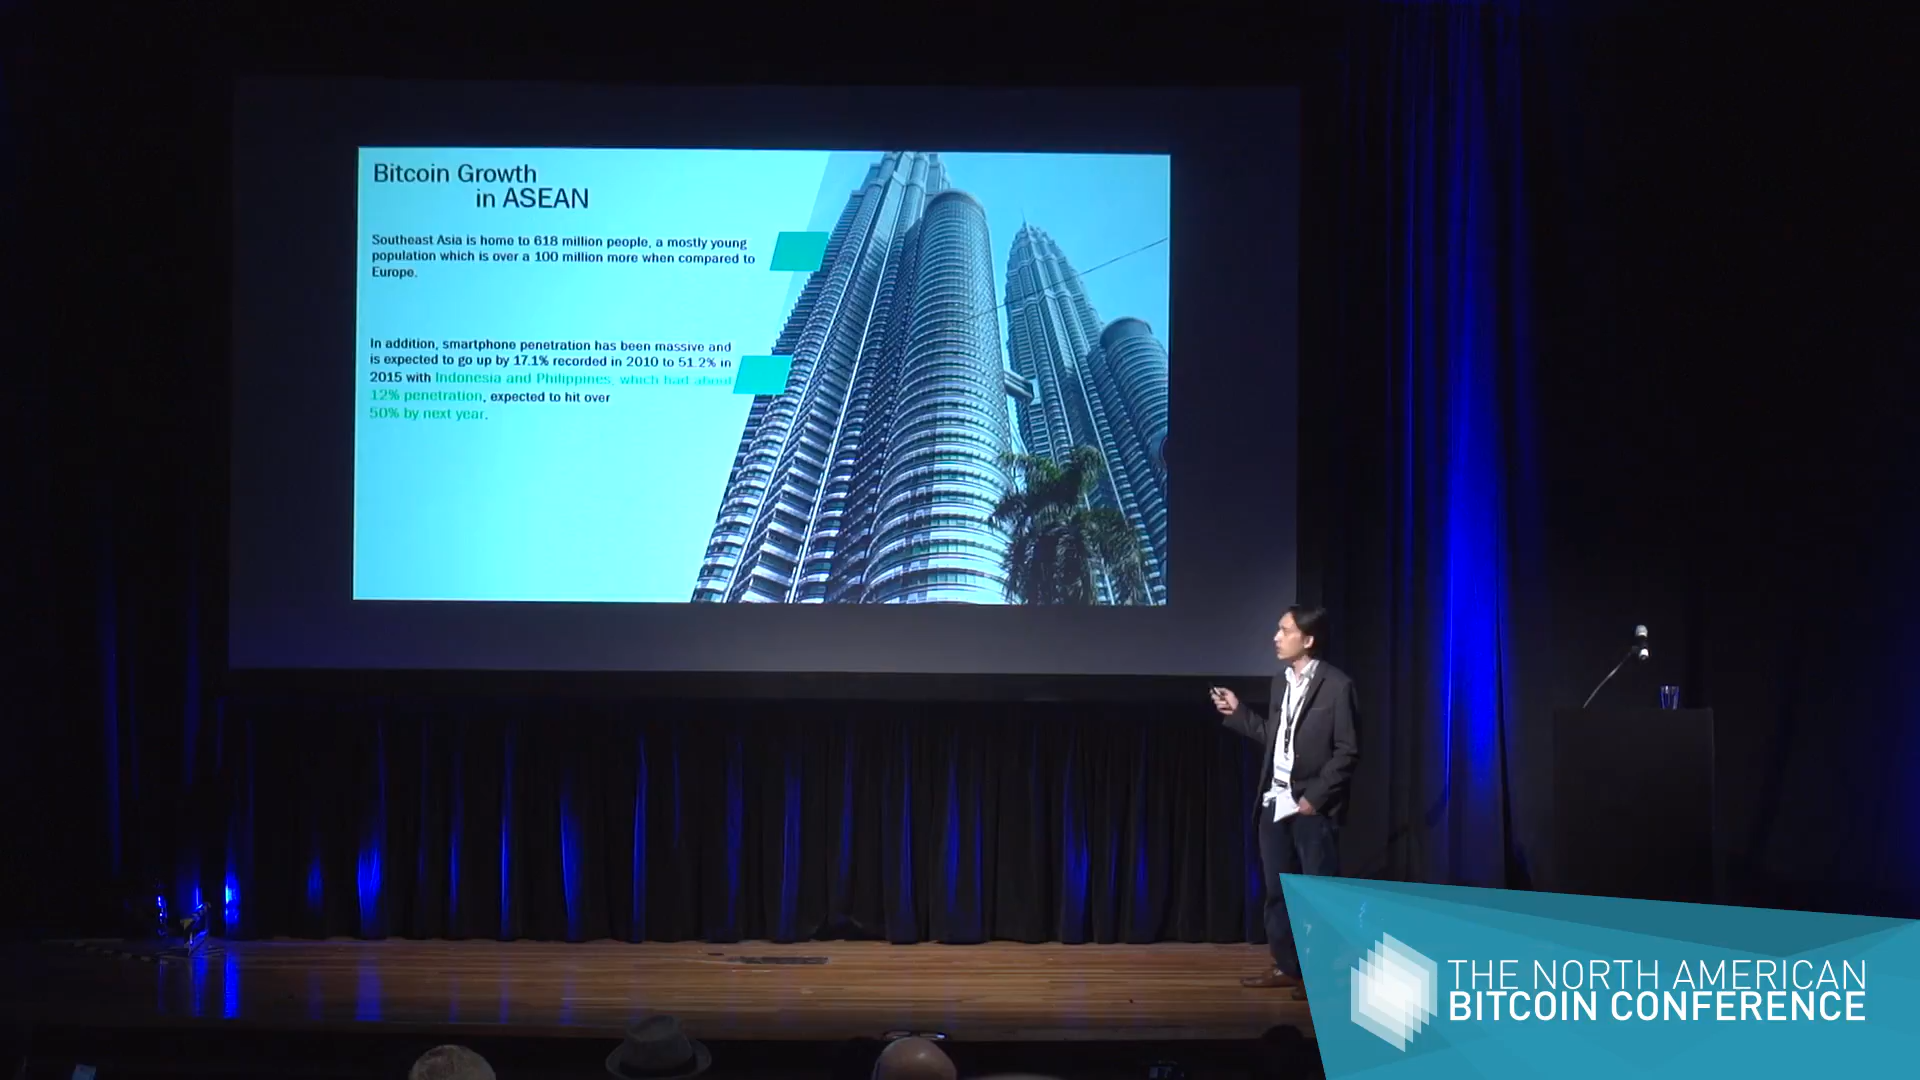 Bitcoin Growth
in ASEAN
Southeast Asia is home to 618 million people, a mostly young
population which is over a 100 million more when compared to
Europe.
In addition, smartphone penetration has been massive and
is expected to go up by 17.1% recorded in 2010 to 51.2% in
2015 with Indonesia and Philippines, which had about
12% penetration, expected to hit over
50% by next year.
THE NORTH AMERICAN
BITCOIN CONFERENCE